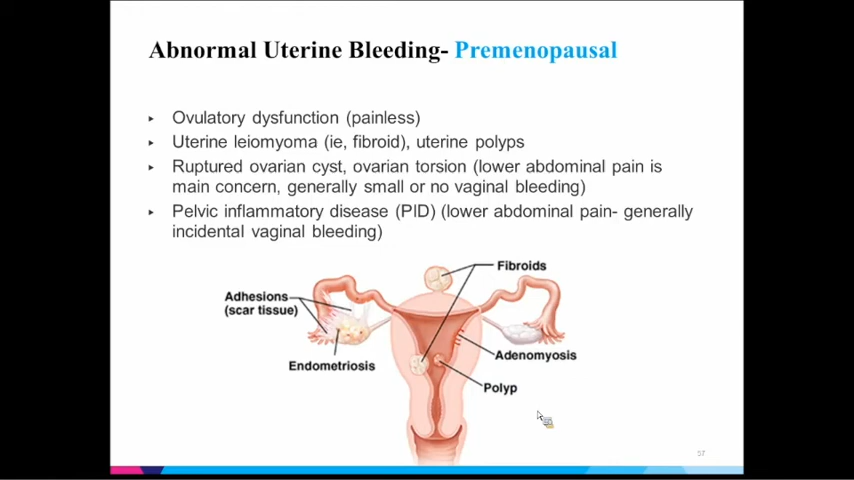 Abnormal Uterine Bleeding- Premenopausal
▸ Ovulatory dysfunction (painless)
▸ Uterine leiomyoma (ie, fibroid), uterine polyps
▸ Ruptured ovarian cyst, ovarian torsion (lower abdominal pain is
main concern, generally small or no vaginal bleeding)
▸ Pelvic inflammatory disease (PID) (lower abdominal pain- generally
incidental vaginal bleeding)
Fibroids
Adhesions
(scar tissue)
Adenomyosis
Endometriosis
Polyp